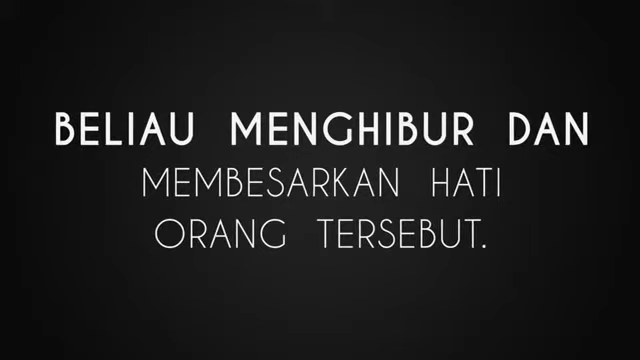 BELIAU MENGHIBUR DAN
MEMBESARKAN HATI
ORANG TERSEBUT.